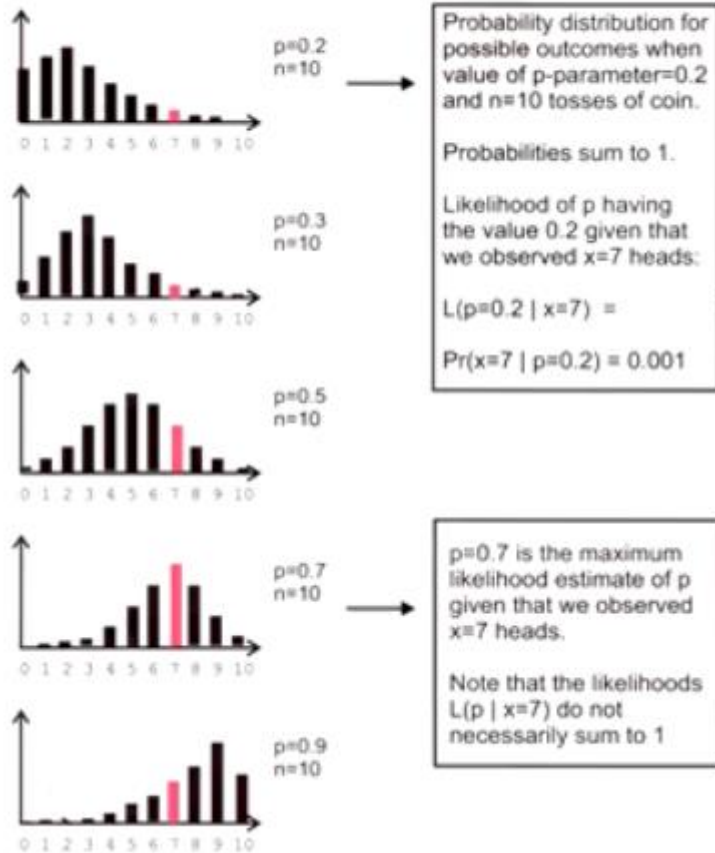 p=0.2
n=10
0 1 2 3 4 5 6 7 8 9 10
Probability distribution for
possible outcomes when
value of p-parameter=0.2
and n=10 tosses of coin.
Probabilities sum to 1.
Likelihood of p having
the value 0.2 given that
we observed x=7 heads:
L(p=0.2 | x=7) =
Pr(x=7 | p=0.2) = 0.001
p=0.3
n=10
0 1 2 3 4 5 6 7 8 9 10
p=0.5
n=10
0 1 2 3 4 5 6 7 8 9 10
p=0.7
n=10
0 1 2 3 4 5 6 7 8 9 10
p=0.7 is the maximum
likelihood estimate of p
given that we observed
x=7 heads.
Note that the likelihoods
L(p | x=7) do not
necessarily sum to 1
p=0.9
n=10
0 1 2 3 4 5 6 7 8 9 10